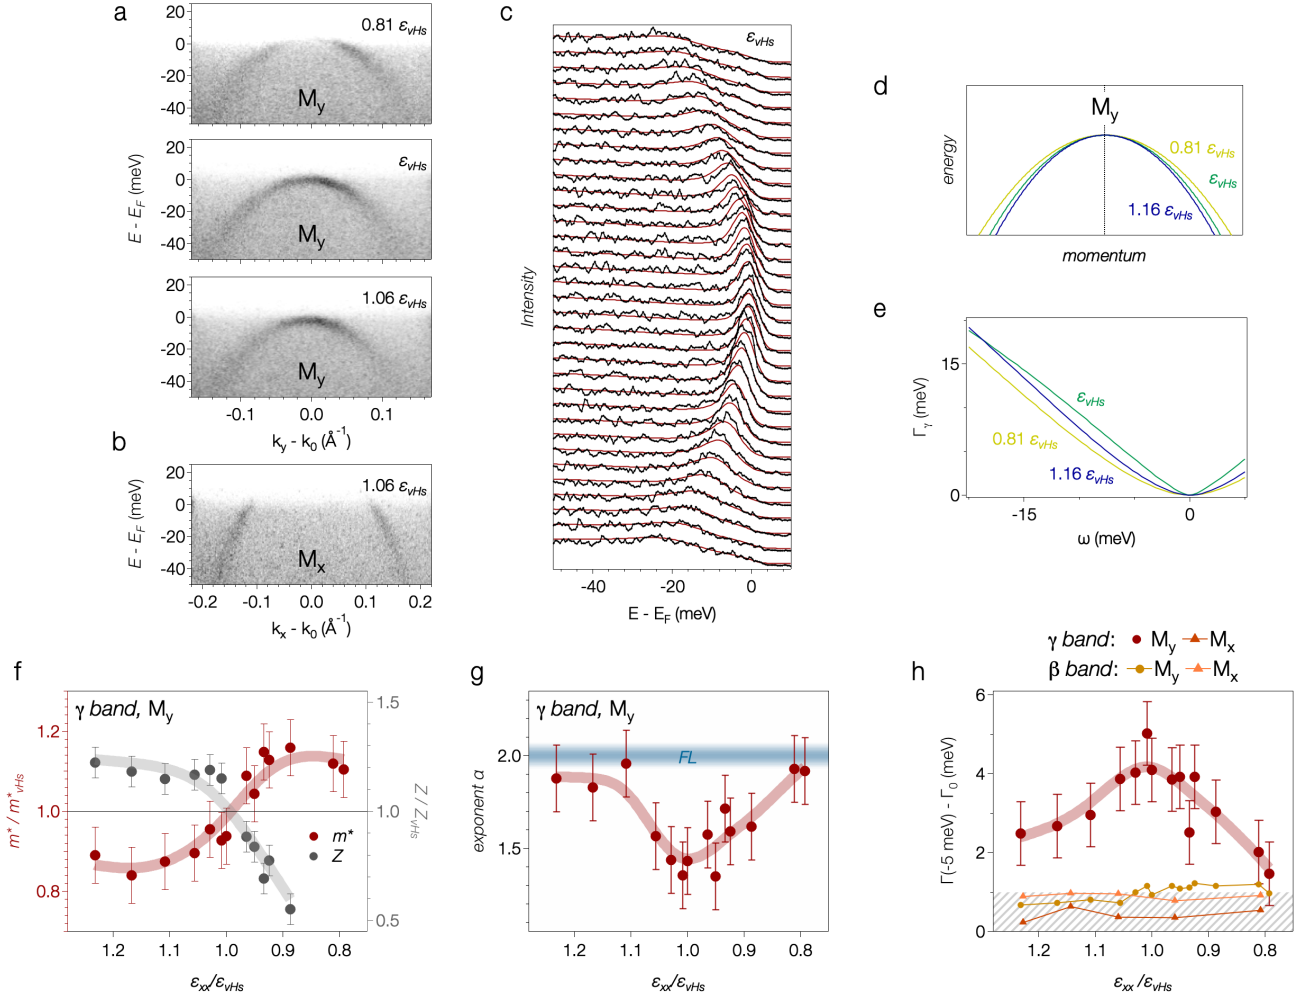 a
0.81 εvHs
20
0
-20
-40
My
E - EF (meV)
εvHs
20
0
-20
-40
My
1.06 εvHs
20
0
-20
-40
My
-0.1
0.0
0.1
ky - k0 (Å-1)
b
1.06 εvHs
20
0
-20
-40
E - EF (meV)
Mx
-0.2
-0.1
0.0
0.1
0.2
kx - k0 (Å-1)
c
εvHs
Intensity
-40
-20
0
E - EF (meV)
d
My
energy
0.81 εvHs
εvHs
1.16 εvHs
momentum
e
15
0
Γγ (meV)
εvHs
0.81 εvHs
1.16 εvHs
-15
0
ω (meV)
f
γ band, My
1.2
1.0
0.8
m* / m*vHs
1.5
1.0
0.5
Z / ZvHs
m*
Z
1.2
1.1
1.0
0.9
0.8
εxx/εvHs
g
γ band, My
FL
2.0
1.5
exponent α
1.2
1.1
1.0
0.9
0.8
εxx/εvHs
h
γ band: My Mx
β band: My Mx
6
4
2
0
Γ(-5 meV) - Γ0 (meV)
1.2
1.1
1.0
0.9
0.8
εxx/εvHs